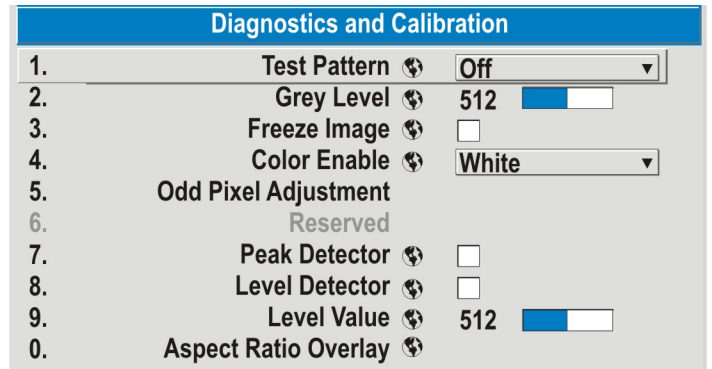 Diagnostics and Calibration
1. Test Pattern Off
2. Grey Level 512
3. Freeze Image
4. Color Enable White
5. Odd Pixel Adjustment
6. Reserved
7. Peak Detector
8. Level Detector
9. Level Value 512
0. Aspect Ratio Overlay